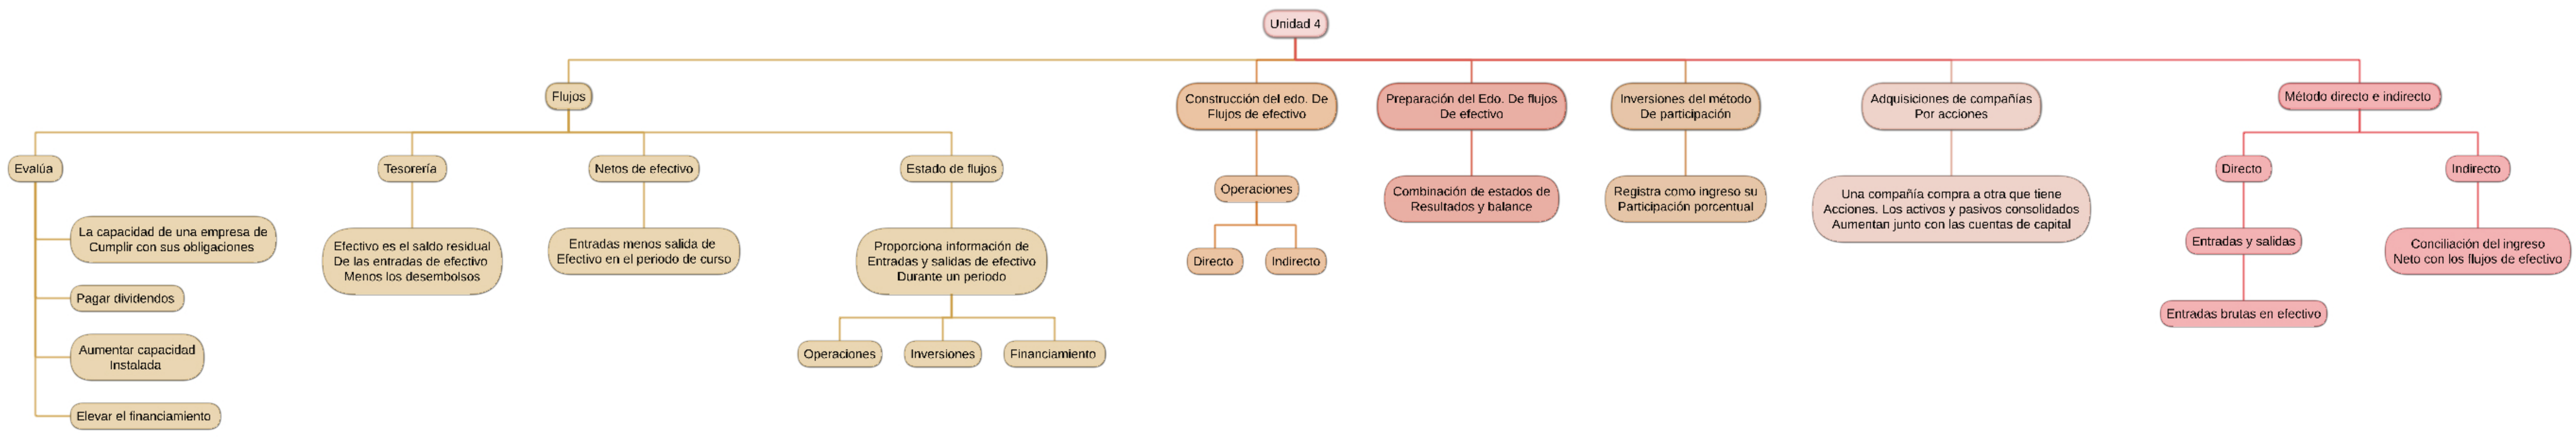 Unidad 4
Flujos
Construcción del edo. De
Flujos de efectivo
Preparación del Edo. De flujos
De efectivo
Inversiones del método
De participación
Adquisiciones de compañías
Por acciones
Método directo e indirecto
Evalúa
Tesorería
Netos de efectivo
Estado de flujos
Operaciones
Combinación de estados de
Resultados y balance
Registra como ingreso su
Participación porcentual
Una compañía compra a otra que tiene
Acciones. Los activos y pasivos consolidados
Aumentan junto con las cuentas de capital
Directo
Indirecto
La capacidad de una empresa de
Cumplir con sus obligaciones
Efectivo es el saldo residual
De las entradas de efectivo
Menos los desembolsos
Entradas menos salida de
Efectivo en el periodo de curso
Proporciona información de
Entradas y salidas de efectivo
Durante un periodo
Directo
Indirecto
Entradas y salidas
Conciliación del ingreso
Neto con los flujos de efectivo
Pagar dividendos
Entradas brutas en efectivo
Aumentar capacidad
Instalada
Operaciones
Inversiones
Financiamiento
Elevar el financiamiento